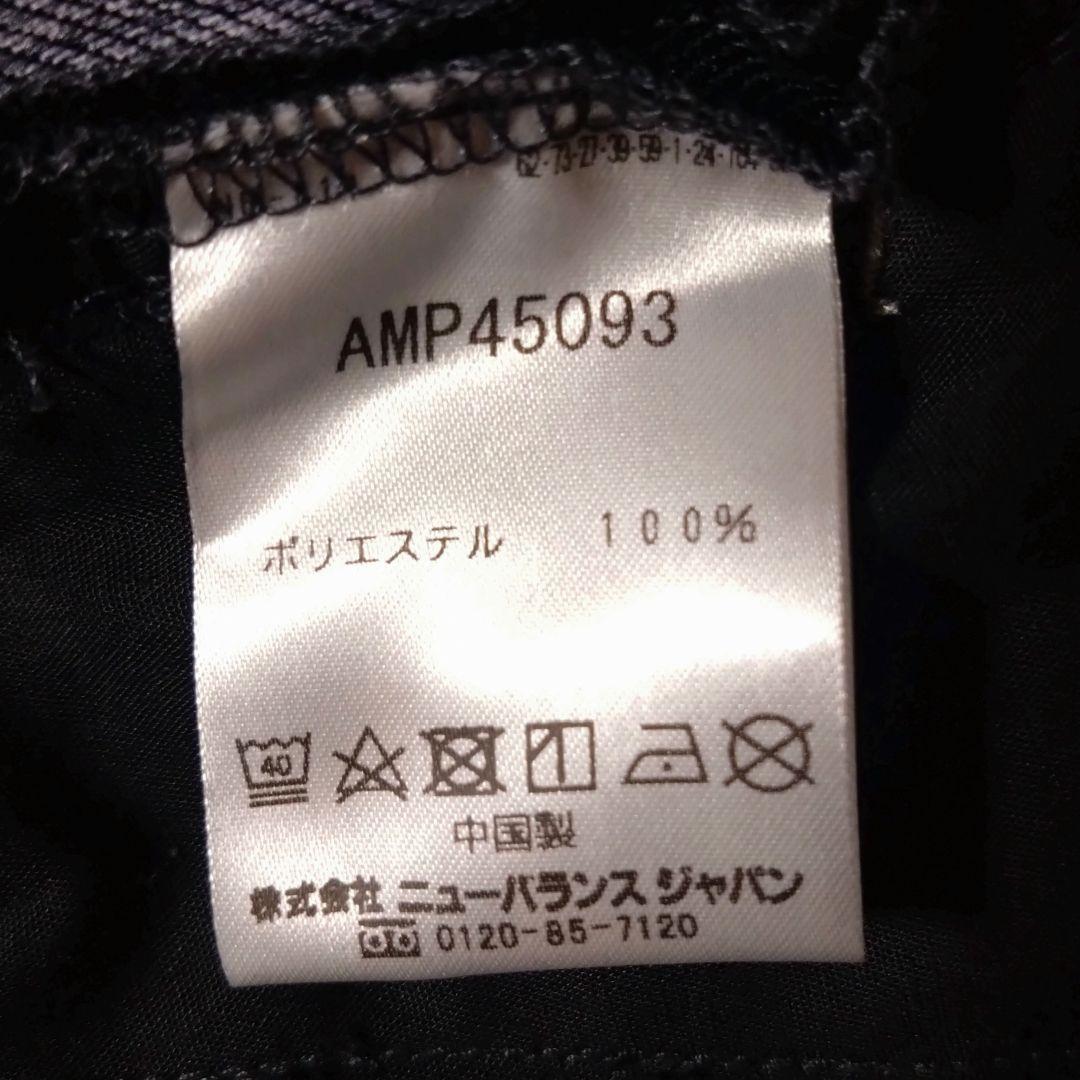 AMP45093
ポリエステル 100%
40
中国製
株式会社 ニューバランス ジャパン
0120-85-7120